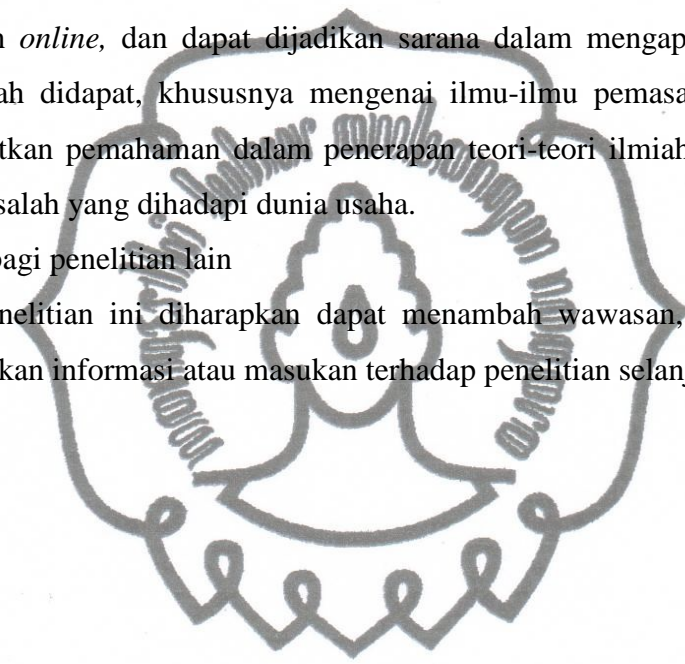 n online, dan dapat dijadikan sarana dalam mengap
ah didapat, khususnya mengenai ilmu-ilmu pemasa
tkan pemahaman dalam penerapan teori-teori ilmiah
salah yang dihadapi dunia usaha.
bagi penelitian lain
nelitian ini diharapkan dapat menambah wawasan,
kan informasi atau masukan terhadap penelitian selanj